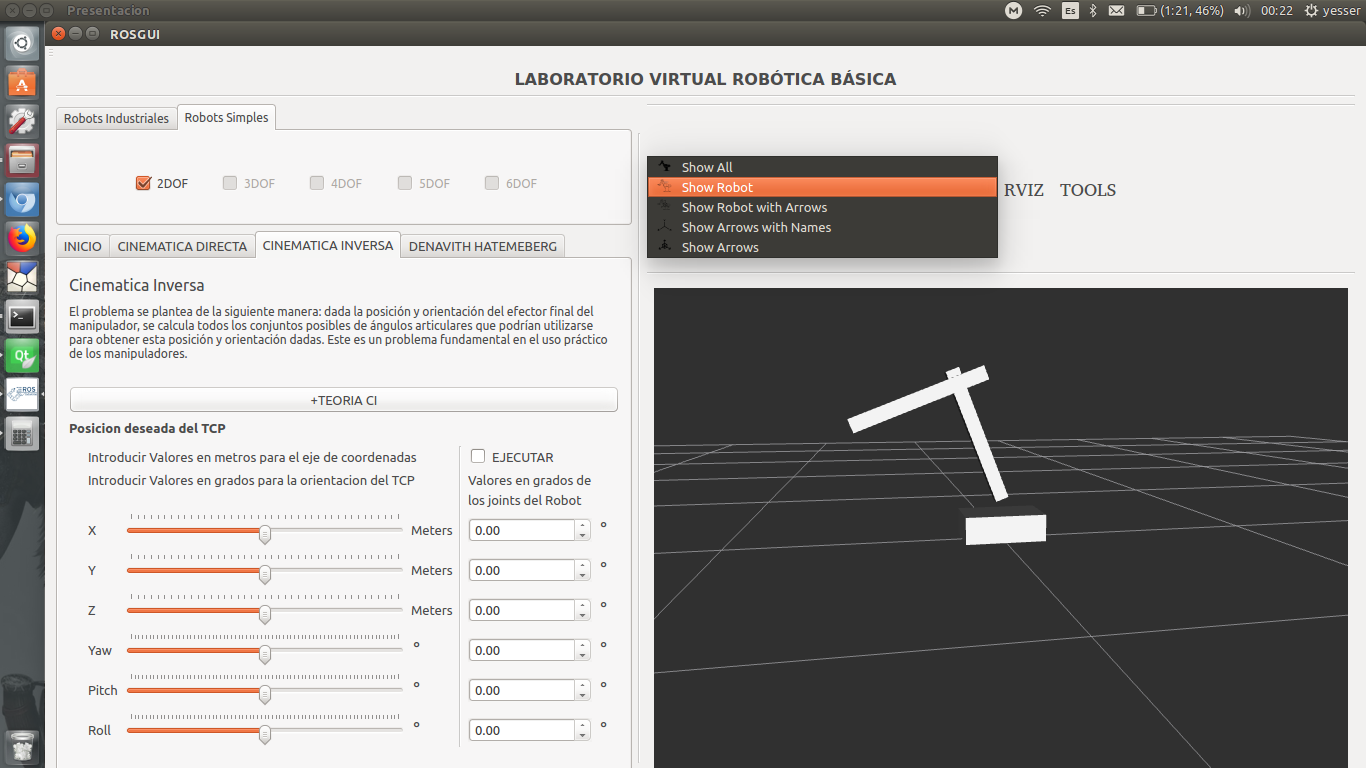 Presentacion
Es
(1:21, 46%)
00:22
yesser
ROSGUI
LABORATORIO VIRTUAL ROBÓTICA BÁSICA
Robots Industriales
Robots Simples
2DOF
3DOF
4DOF
5DOF
6DOF
Show All
Show Robot
Show Robot with Arrows
Show Arrows with Names
Show Arrows
RVIZ
TOOLS
INICIO
CINEMATICA DIRECTA
CINEMATICA INVERSA
DENAVITH HATEMEBERG
Cinematica Inversa
El problema se plantea de la siguiente manera: dada la posición y orientación del efector final del
manipulador, se calcula todos los conjuntos posibles de ángulos articulares que podrían utilizarse
para obtener esta posición y orientación dadas. Este es un problema fundamental en el uso práctico
de los manipuladores.
+TEORIA CI
Posicion deseada del TCP
Introducir Valores en metros para el eje de coordenadas
Introducir Valores en grados para la orientacion del TCP
EJECUTAR
Valores en grados de
los joints del Robot
X
Meters
0.00
°
Y
Meters
0.00
°
Z
Meters
0.00
°
Yaw
°
0.00
°
Pitch
°
0.00
°
Roll
°
0.00
°
Qt
ROS